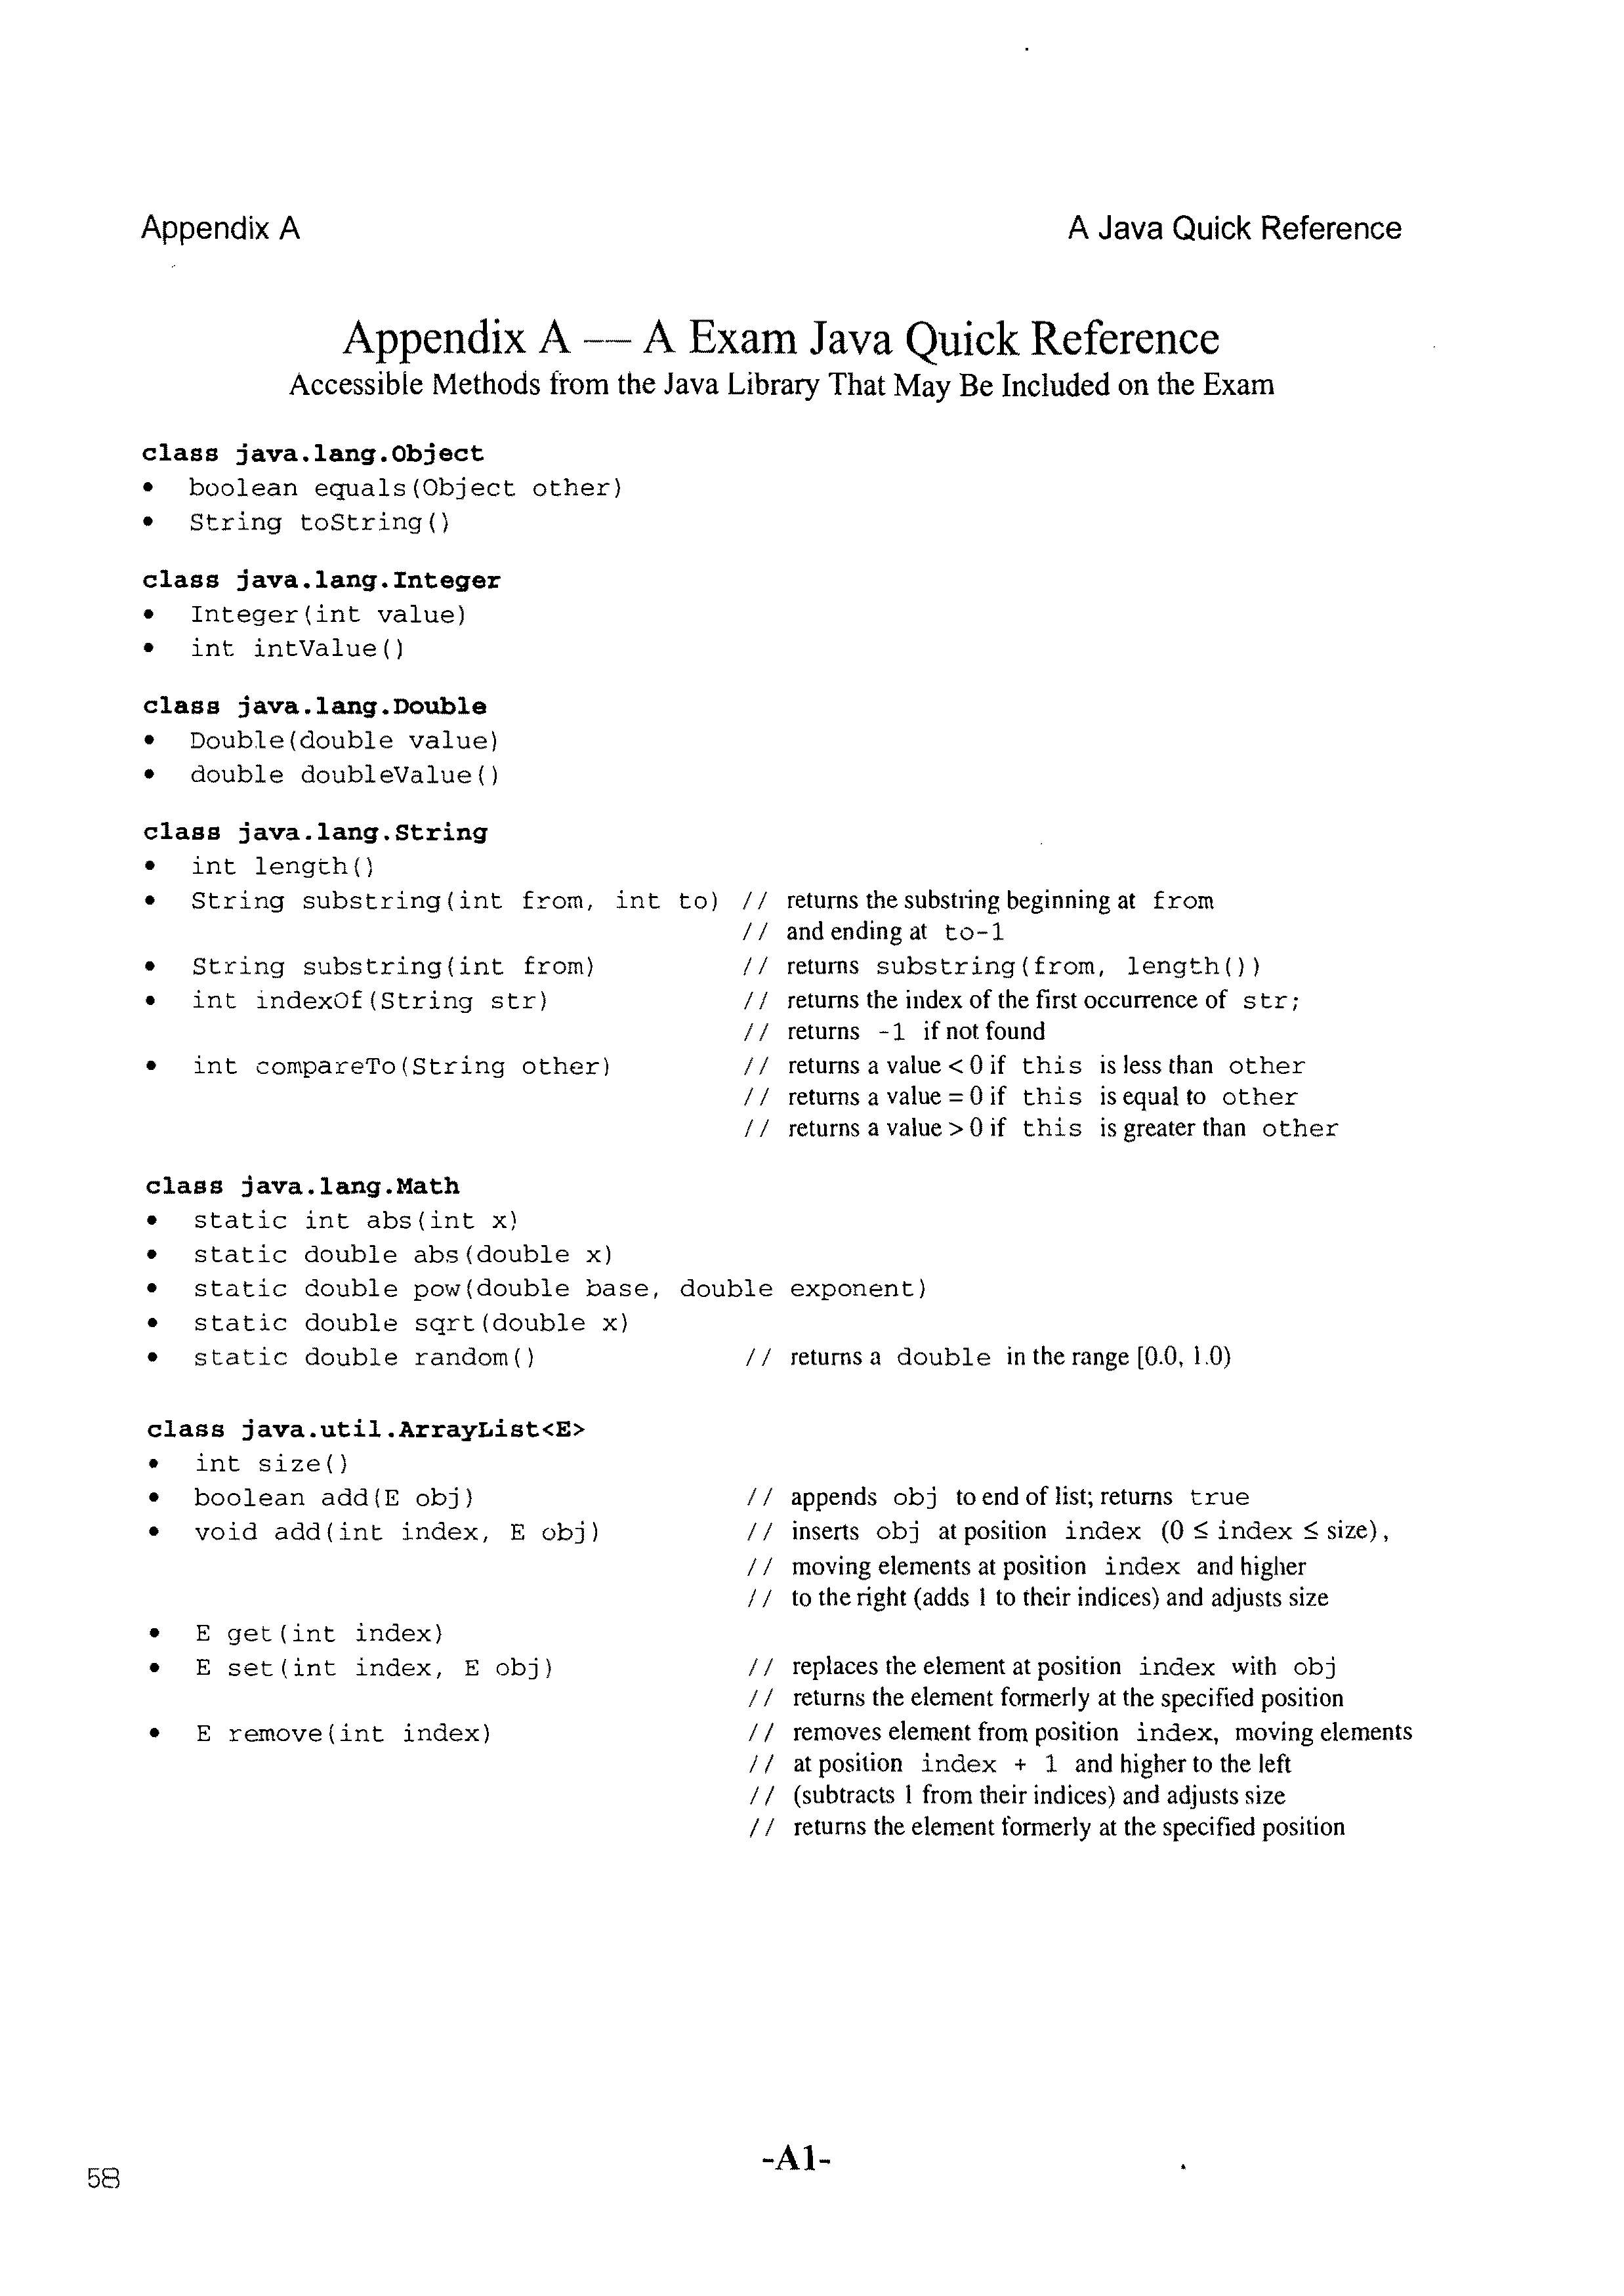 Appendix A A Java Quick Reference
Appendix A — A Exam Java Quick Reference
Accessible Methods from the Java Library That May Be Included on the Exam
class java.lang.Object
• boolean equals(Object other)
• String toString()
class java.lang.Integer
• Integer(int value)
• int intValue()
class java.lang.Double
• Double(double value)
• double doubleValue()
class java.lang.String
• int length()
• String substring(int from, int to) // returns the substring beginning at from
// and ending at to-1
• String substring(int from) // returns substring(from, length())
• int indexOf(String str) // returns the index of the first occurrence of str;
// returns -1 if not found
• int compareTo(String other) // returns a value < 0 if this is less than other
// returns a value = 0 if this is equal to other
// returns a value > 0 if this is greater than other
class java.lang.Math
• static int abs(int x)
• static double abs(double x)
• static double pow(double base, double exponent)
• static double sqrt(double x)
• static double random() // returns a double in the range [0.0, 1.0)
class java.util.ArrayList<E>
• int size()
• boolean add(E obj) // appends obj to end of list; returns true
• void add(int index, E obj) // inserts obj at position index (0 ≤ index ≤ size),
// moving elements at position index and higher
// to the right (adds 1 to their indices) and adjusts size
• E get(int index)
• E set(int index, E obj) // replaces the element at position index with obj
// returns the element formerly at the specified position
• E remove(int index) // removes element from position index, moving elements
// at position index + 1 and higher to the left
// (subtracts 1 from their indices) and adjusts size
// returns the element formerly at the specified position
-A1-
58